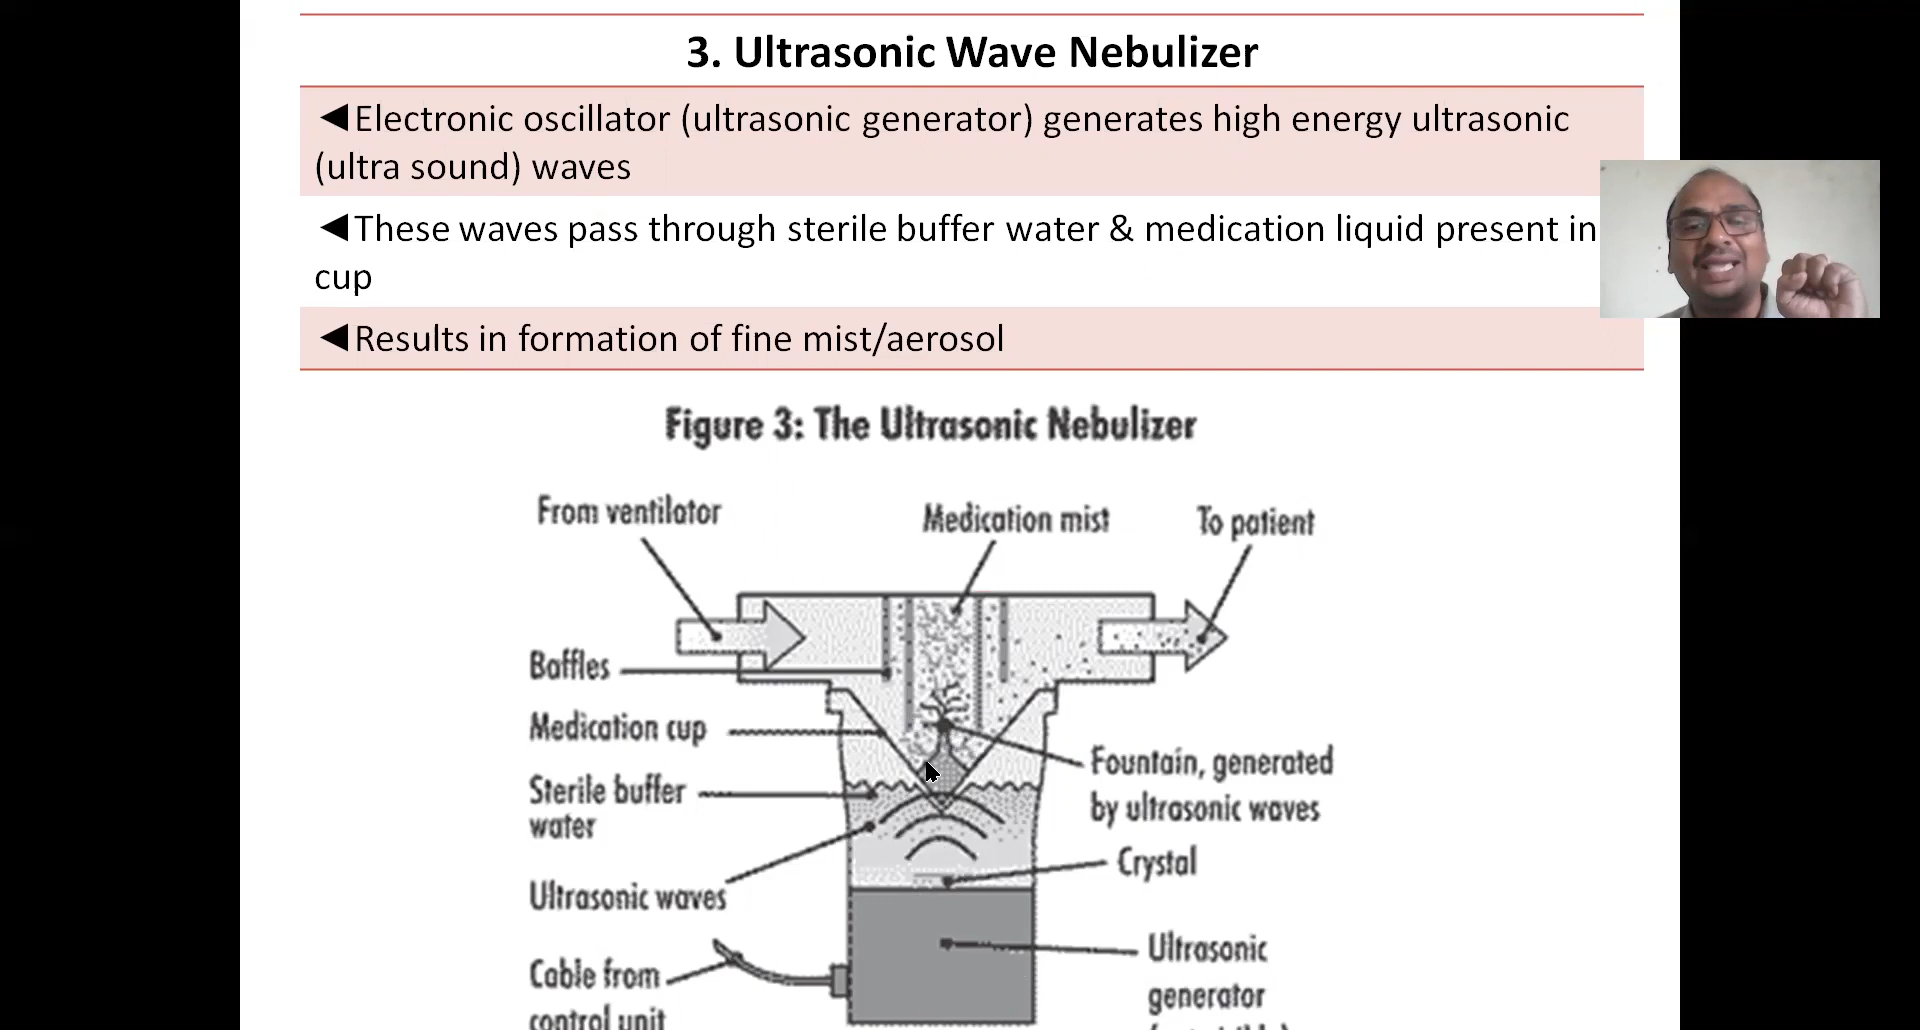 3. Ultrasonic Wave Nebulizer
◄Electronic oscillator (ultrasonic generator) generates high energy ultrasonic
(ultra sound) waves
◄These waves pass through sterile buffer water & medication liquid present in
cup
◄Results in formation of fine mist/aerosol
Figure 3: The Ultrasonic Nebulizer
From ventilator
Medication mist
To patient
Baffles
Medication cup
Sterile buffer
water
Fountain, generated
by ultrasonic waves
Crystal
Ultrasonic waves
Ultrasonic
generator
Cable from
control unit